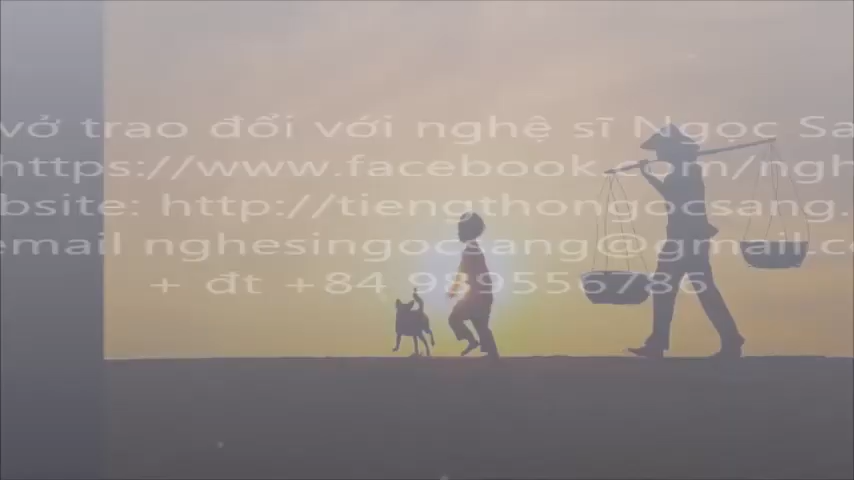 vở trao đổi với nghệ sĩ Ngọc Sa
https://www.facebook.com/ngh
bsite: http://tiengthongocsang.
email nghesingocsang@gmail.c
+ đt +84 989556786